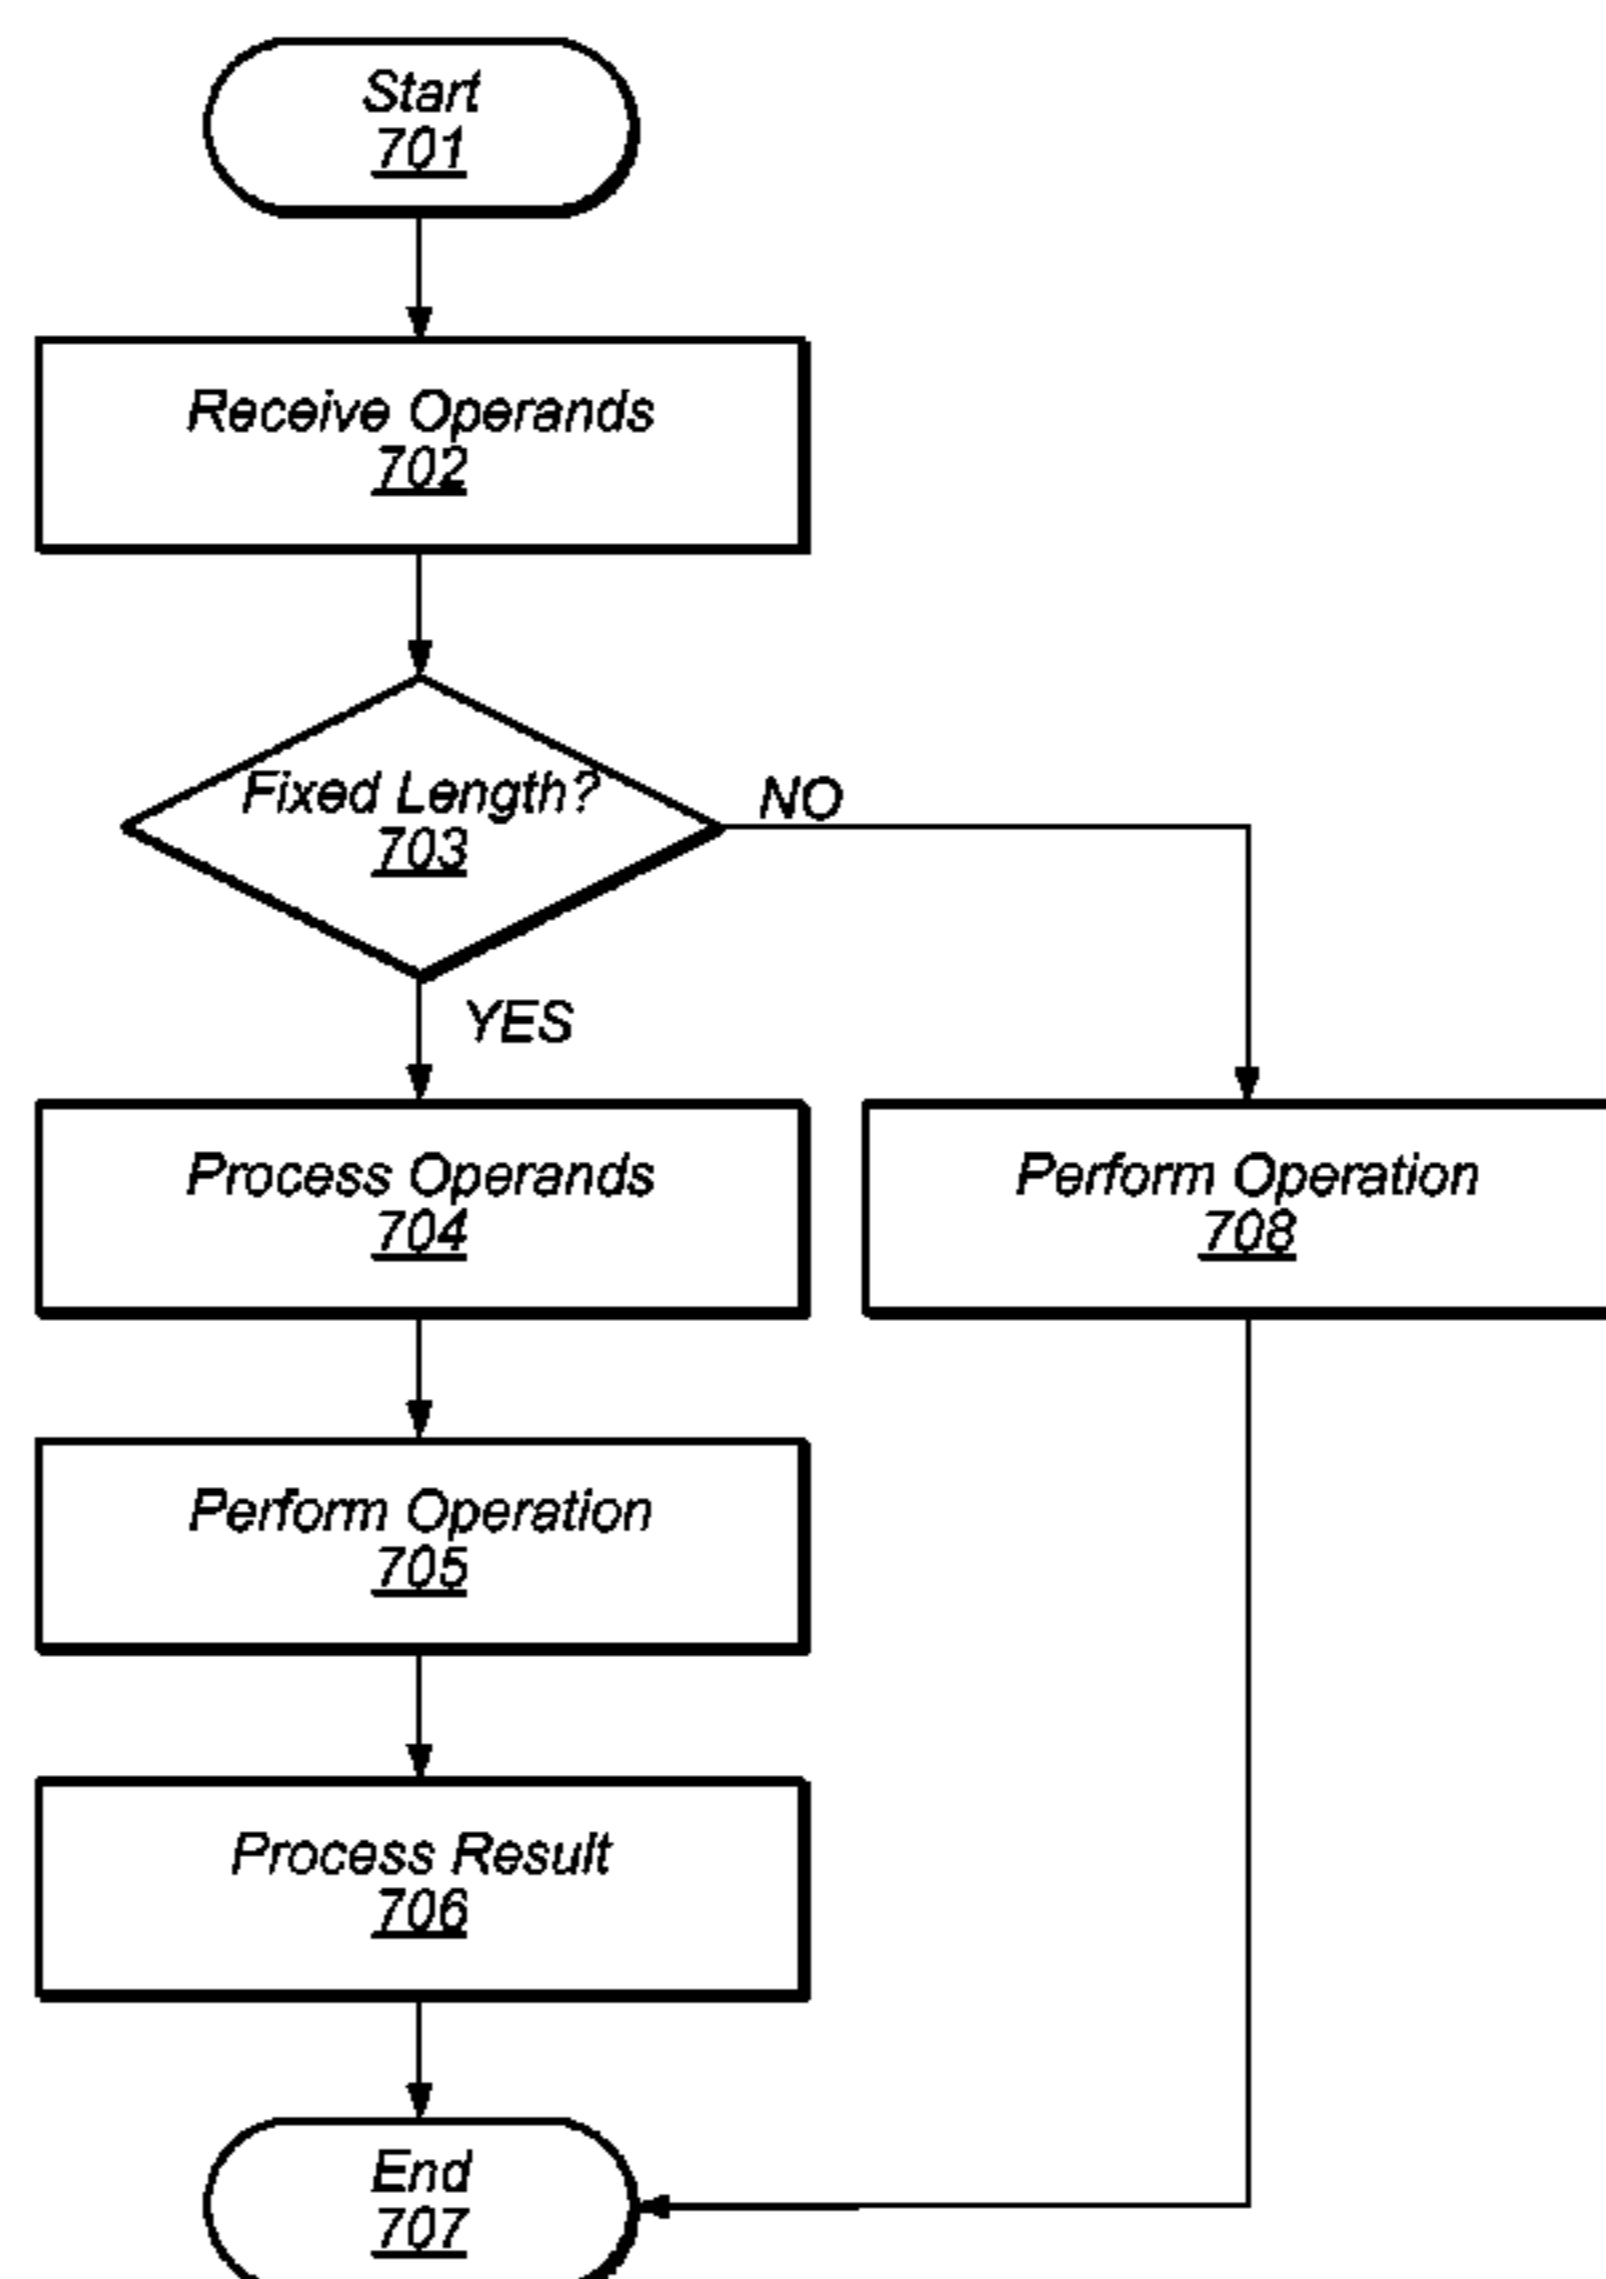 Start
701
Receive Operands
702
Fixed Length?
703
NO
YES
Process Operands
704
Perform Operation
708
Perform Operation
705
Process Result
706
End
707